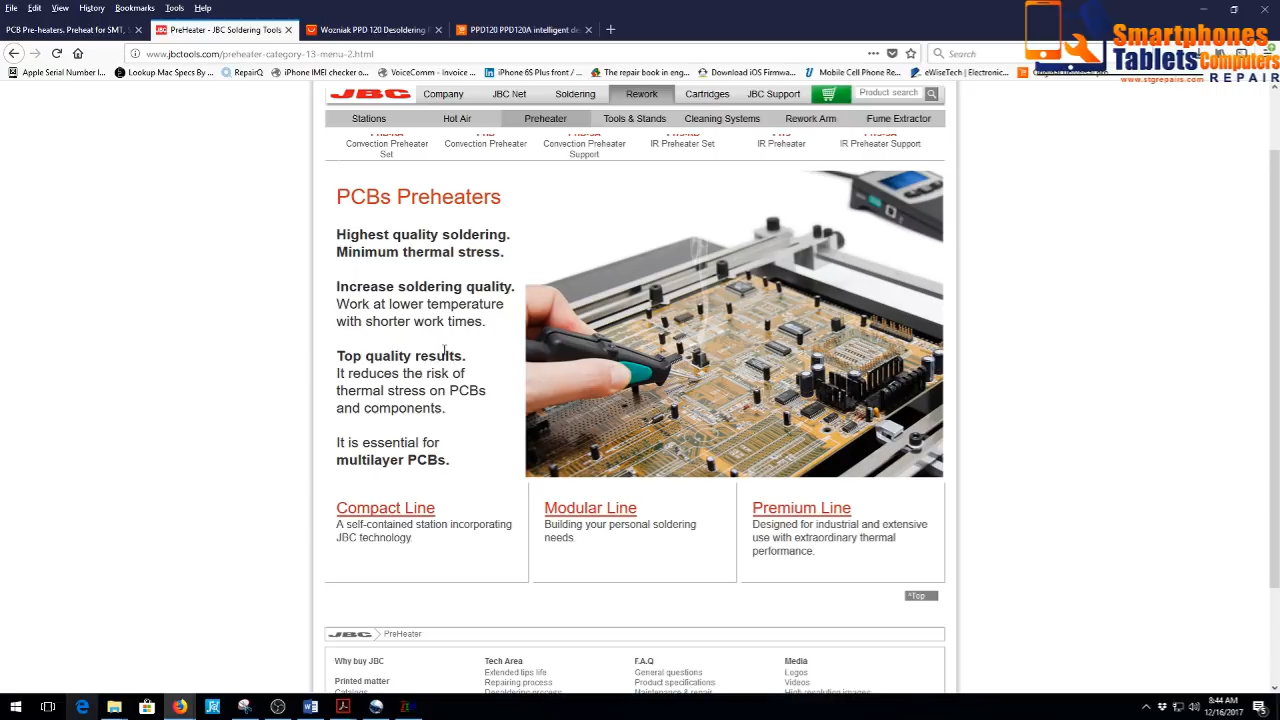 File Edit View History Bookmarks Tools Help
PCB Pre-heaters. Preheat for SMT, S
PreHeater - JBC Soldering Tools
Wozniak PPD 120 Desoldering
PPD120 PPD120A intelligent de
www.jbctools.com/preheater-category-13-menu-2.html
Search
Apple Serial Number I...
Lookup Mac Specs By ...
RepairQ
iPhone IMEI checker o...
VoiceComm - Invoice ...
iPhone 6S Plus front / ...
The repair book in eng...
Download iOS Firmwa...
Mobile Cell Phone Re...
eWiseTech | Electronic...
Smartphones
Tablets Computers
www.stgrepairs.com REPAIR
JBC
Company JBC Net Soldering Rework Cartridges JBC Support
Product search
Stations Hot Air Preheater Tools & Stands Cleaning Systems Rework Arm Fume Extractor
Convection Preheater Set
Convection Preheater
Convection Preheater Support
IR Preheater Set
IR Preheater
IR Preheater Support
PCBs Preheaters
Highest quality soldering.
Minimum thermal stress.
Increase soldering quality.
Work at lower temperature
with shorter work times.
Top quality results.
It reduces the risk of
thermal stress on PCBs
and components.
It is essential for
multilayer PCBs.
Compact Line
A self-contained station incorporating
JBC technology.
Modular Line
Building your personal soldering
needs.
Premium Line
Designed for industrial and extensive
use with extraordinary thermal
performance.
^Top
JBC PreHeater
Why buy JBC
Printed matter
Catalogs
Tech Area
Extended tips life
Repairing process
Desoldering process
F.A.Q
General questions
Product specifications
Maintenance & repair
Media
Logos
Videos
High resolution images
8:44 AM
12/16/2017